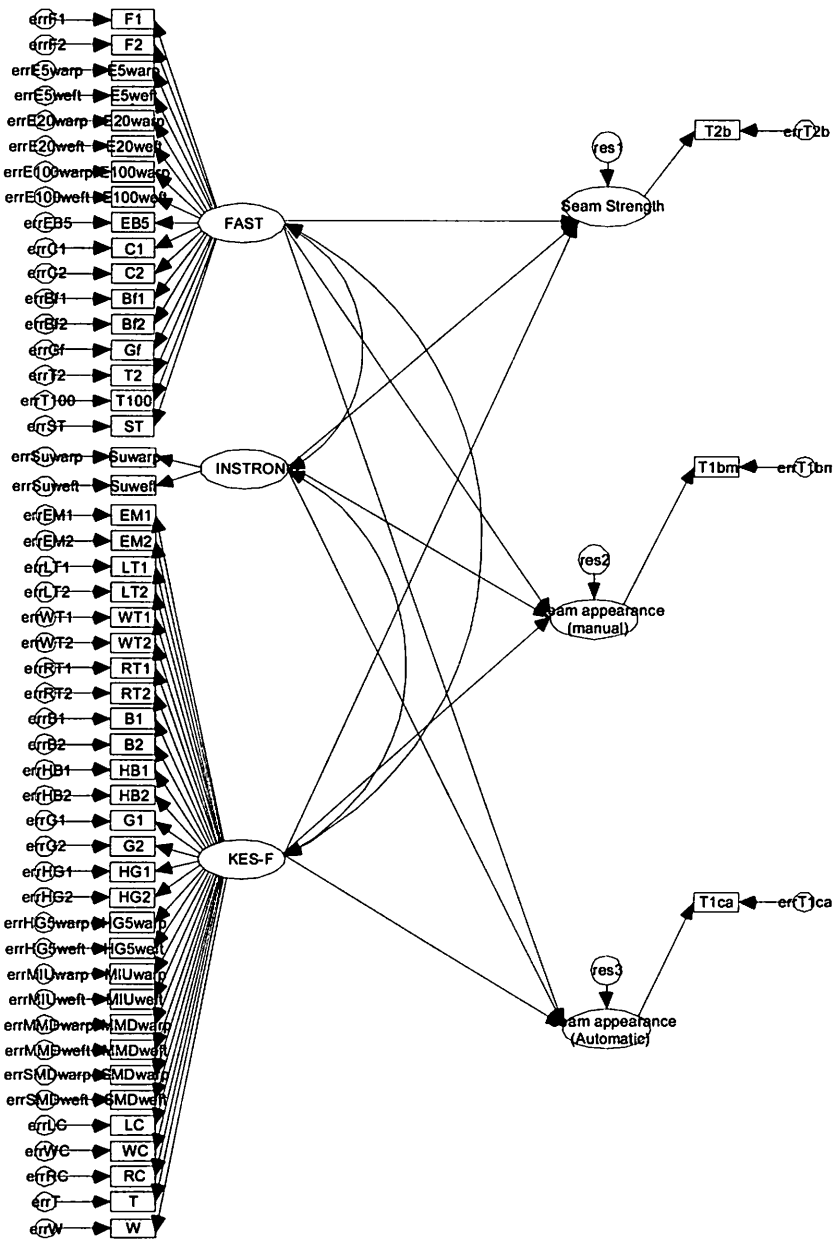 errF1 F1
errF2 F2
errE5warp E5warp
errE5weft E5weft
errE20warp E20warp
errE20weft E20weft
errE100warp E100warp
errE100weft E100weft
errEB5 EB5
errC1 C1
errC2 C2
errBf1 Bf1
errBf2 Bf2
errGf Gf
errT2 T2
errT100 T100
errST ST
FAST
errSuwarp Suwarp
errSuweft Suweft
INSTRON
errEM1 EM1
errEM2 EM2
errLT1 LT1
errLT2 LT2
errWT1 WT1
errWT2 WT2
errRT1 RT1
errRT2 RT2
errB1 B1
errB2 B2
errHB1 HB1
errHB2 HB2
errG1 G1
errG2 G2
errHG1 HG1
errHG2 HG2
errHG5warp HG5warp
errHG5weft HG5weft
errMIUwarp MIUwarp
errMIUweft MIUweft
errMMDwarp MMDwarp
errMMDweft MMDweft
errSMDwarp SMDwarp
errSMDweft SMDweft
errLC LC
errWC WC
errRC RC
errT T
errW W
KES-F
res1
Seam Strength
T2b errT2b
res2
Seam appearance
(manual)
T1bm errT1bm
res3
Seam appearance
(Automatic)
T1ca errT1ca